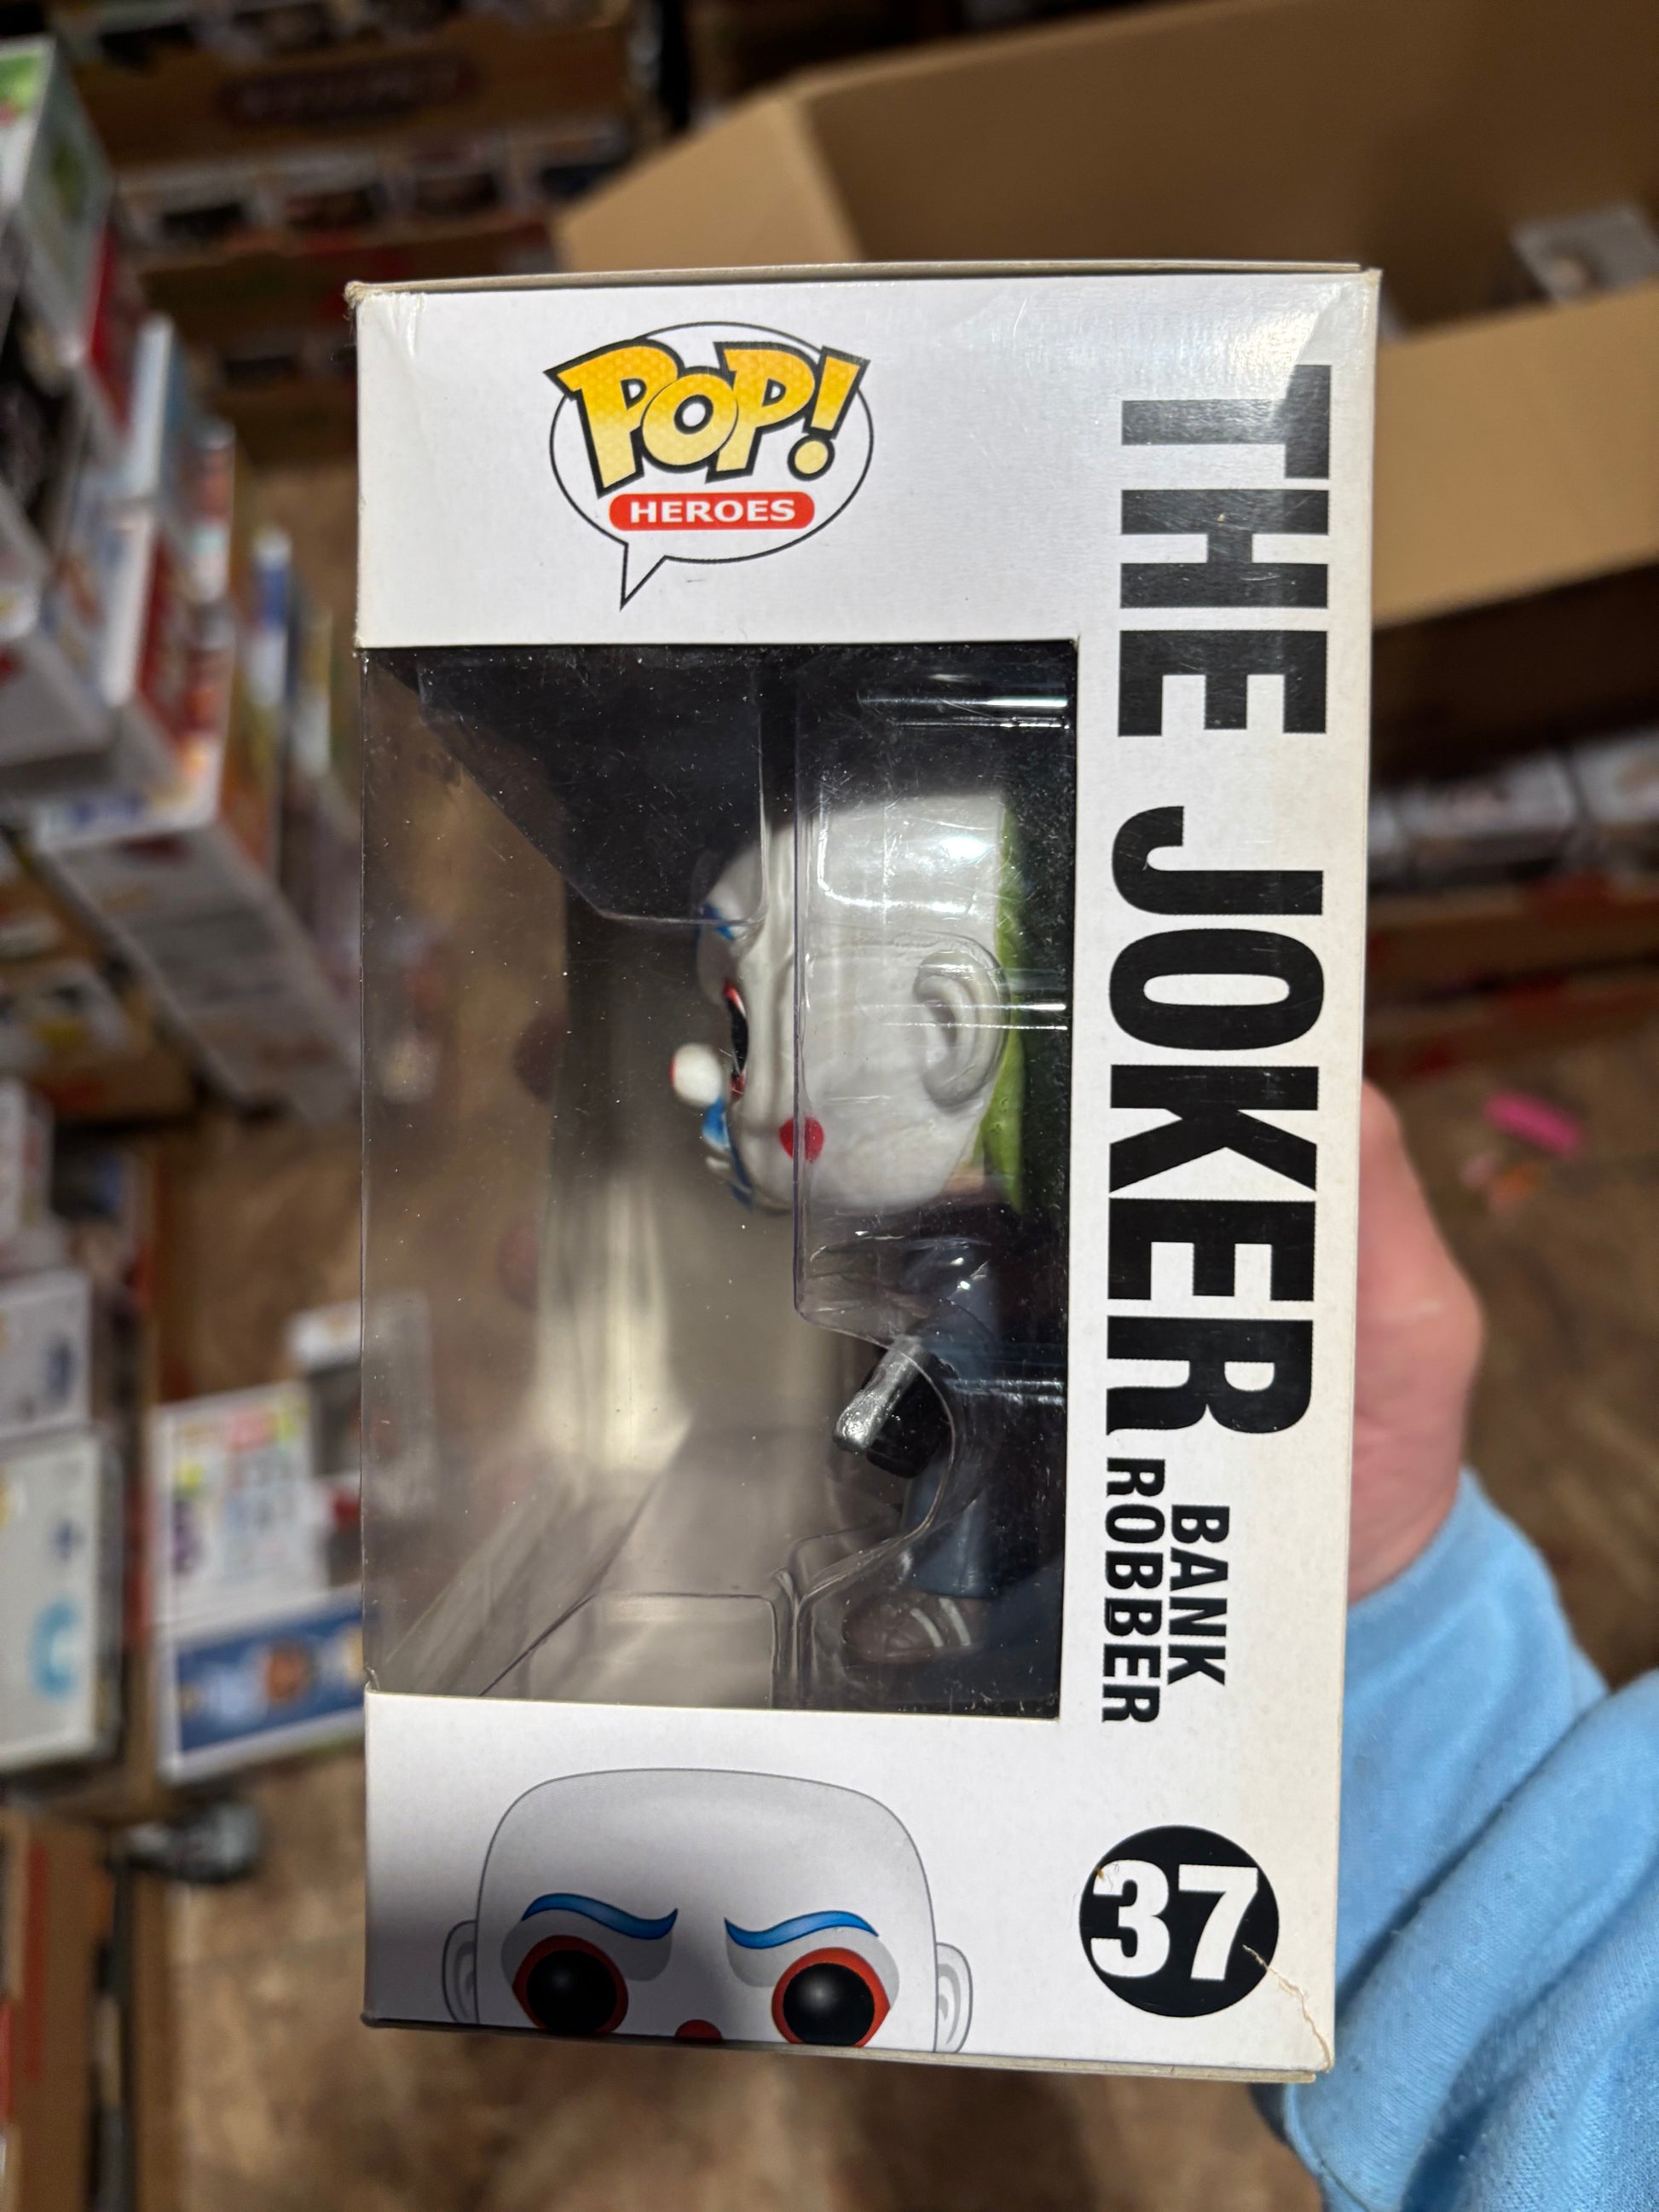 POP!
HEROES
THE JOKER
BANK
ROBBER
37